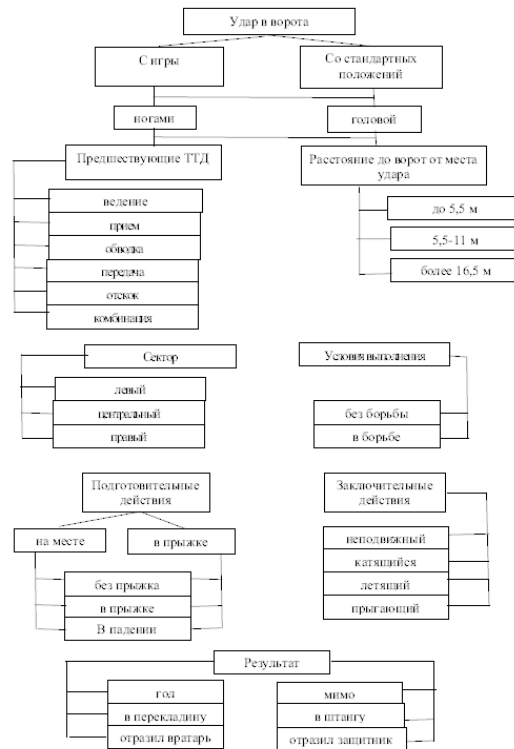 Удар в ворота
С игры
Со стандартных
положений
ногами
головой
Предшествующие ТТД
ведение
прием
обводка
передача
отскок
комбинация
Расстояние до ворот от места
удара
до 5,5 м
5,5-11 м
более 16,5 м
Сектор
левый
центральный
правый
Условия выполнения
без борьбы
в борьбе
Подготовительные
действия
на месте
в прыжке
без прыжка
в прыжке
В падении
Заключительные
действия
неподвижный
катящийся
летящий
прыгающий
Результат
гол
в перекладину
отразил вратарь
мимо
в штангу
отразил защитник